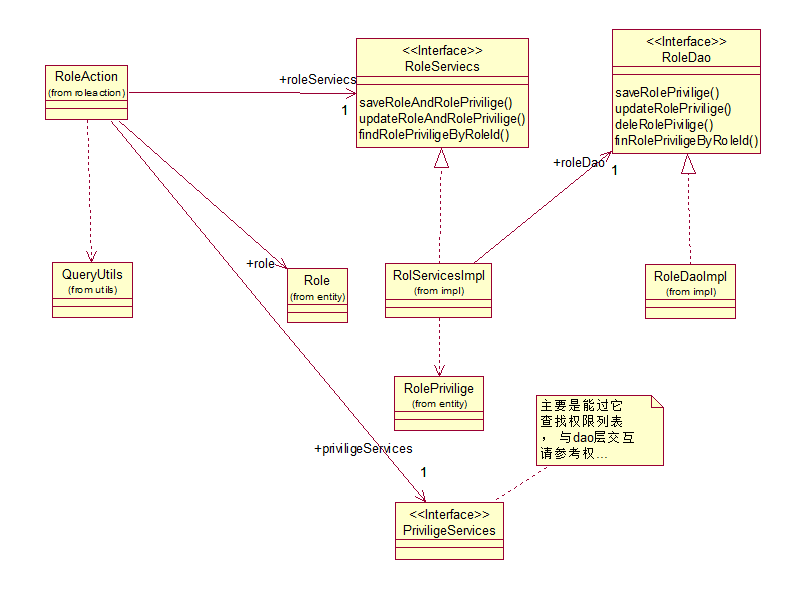 RoleAction
(from roleaction)
+roleServiecs
1
<<Interface>>
RoleServiecs
saveRoleAndRolePrivilige()
updateRoleAndRolePrivilige()
findRolePriviligeByRoleId()
<<Interface>>
RoleDao
saveRolePrivilige()
updateRolePrivilige()
deleRolePivilige()
finRolePriviligeByRoleId()
+roleDao
1
QueryUtils
(from utils)
+role
Role
(from entity)
RolServicesImpl
(from impl)
RoleDaoImpl
(from impl)
RolePrivilige
(from entity)
主要是能过它
查找权限列表
，与dao层交互
请参考权...
+priviligeServices
1
<<Interface>>
PriviligeServices